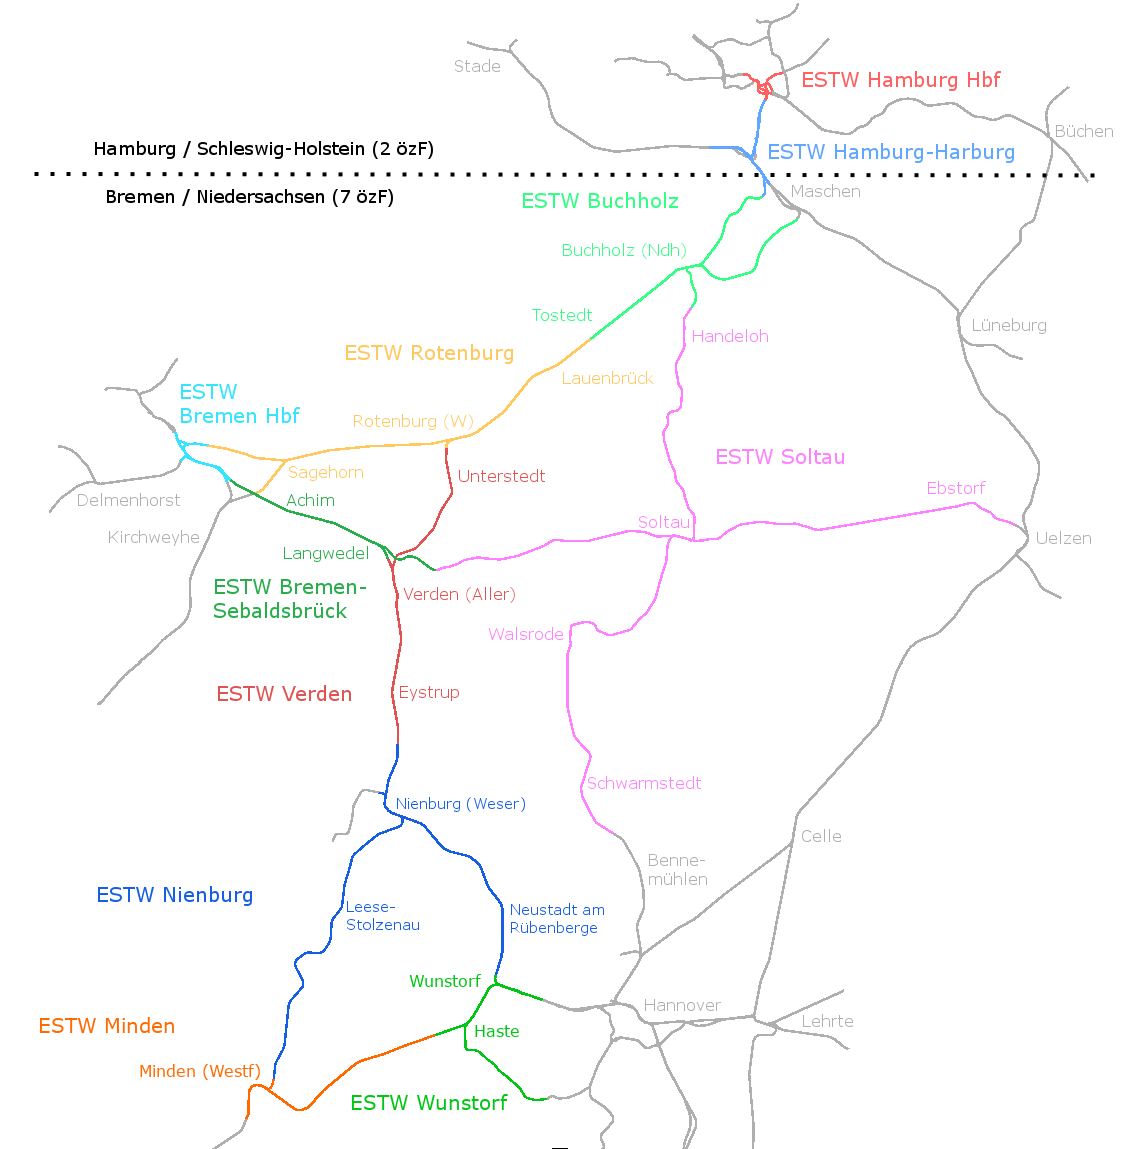 Stade
ESTW Hamburg Hbf
Büchen
Hamburg / Schleswig-Holstein (2 özF)
ESTW Hamburg-Harburg
Bremen / Niedersachsen (7 özF)
ESTW Buchholz
Maschen
Buchholz (Ndh)
Tostedt
Lüneburg
Handeloh
ESTW Rotenburg
Lauenbrück
ESTW
Bremen Hbf
Rotenburg (W)
ESTW Soltau
Sagehorn
Unterstedt
Ebstorf
Delmenhorst
Achim
Soltau
Kirchweyhe
Uelzen
Langwedel
ESTW Bremen-
Sebaldsbrück
Verden (Aller)
Walsrode
ESTW Verden
Eystrup
Schwarmstedt
Nienburg (Weser)
Celle
Benne-
mühlen
ESTW Nienburg
Leese-
Stolzenau
Neustadt am
Rübenberge
Wunstorf
Hannover
Lehrte
ESTW Minden
Haste
Minden (Westf)
ESTW Wunstorf